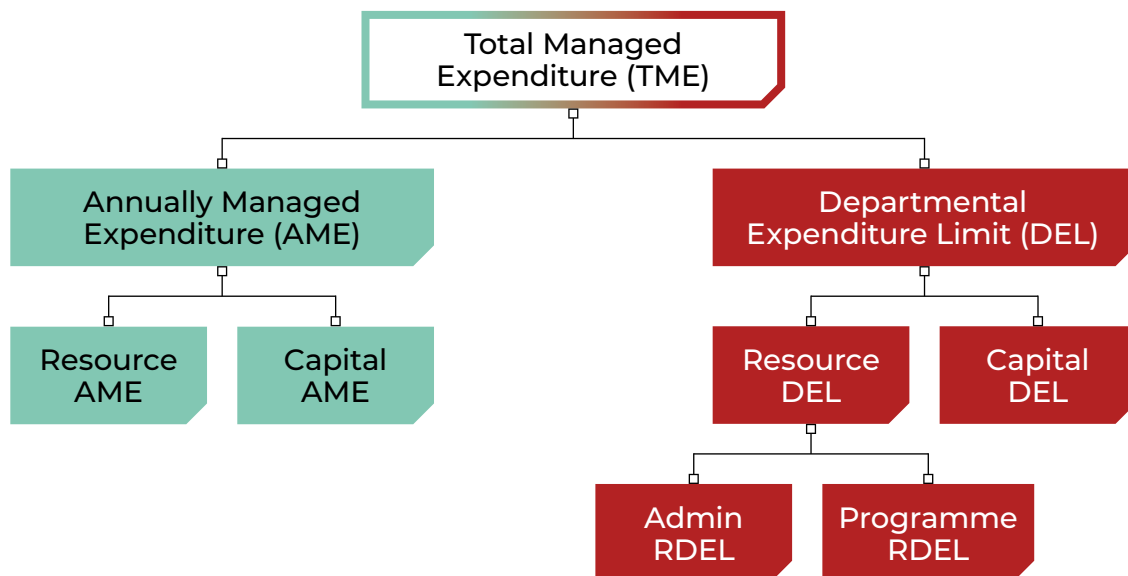 Total Managed
Expenditure (TME)
Annually Managed
Expenditure (AME)
Departmental
Expenditure Limit (DEL)
Resource
AME
Capital
AME
Resource
DEL
Capital
DEL
Admin
RDEL
Programme
RDEL